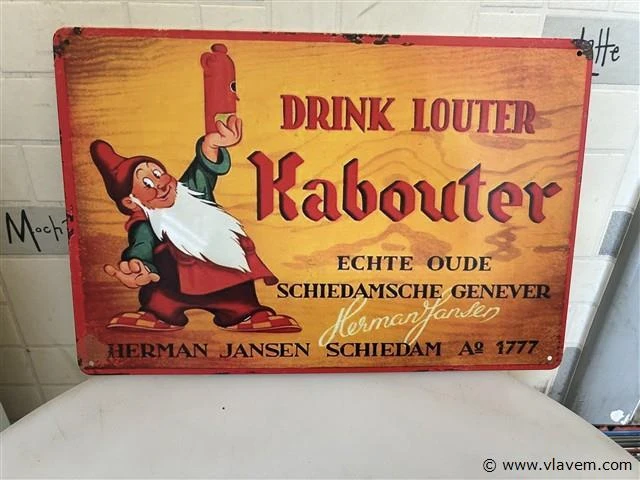 DRINK LOUTER
Kabouter
ECHTE OUDE
SCHIEDAMSCHE GENEVER
Herman Jansen
HERMAN JANSEN SCHIEDAM Aº 1777
© www.vlavem.com